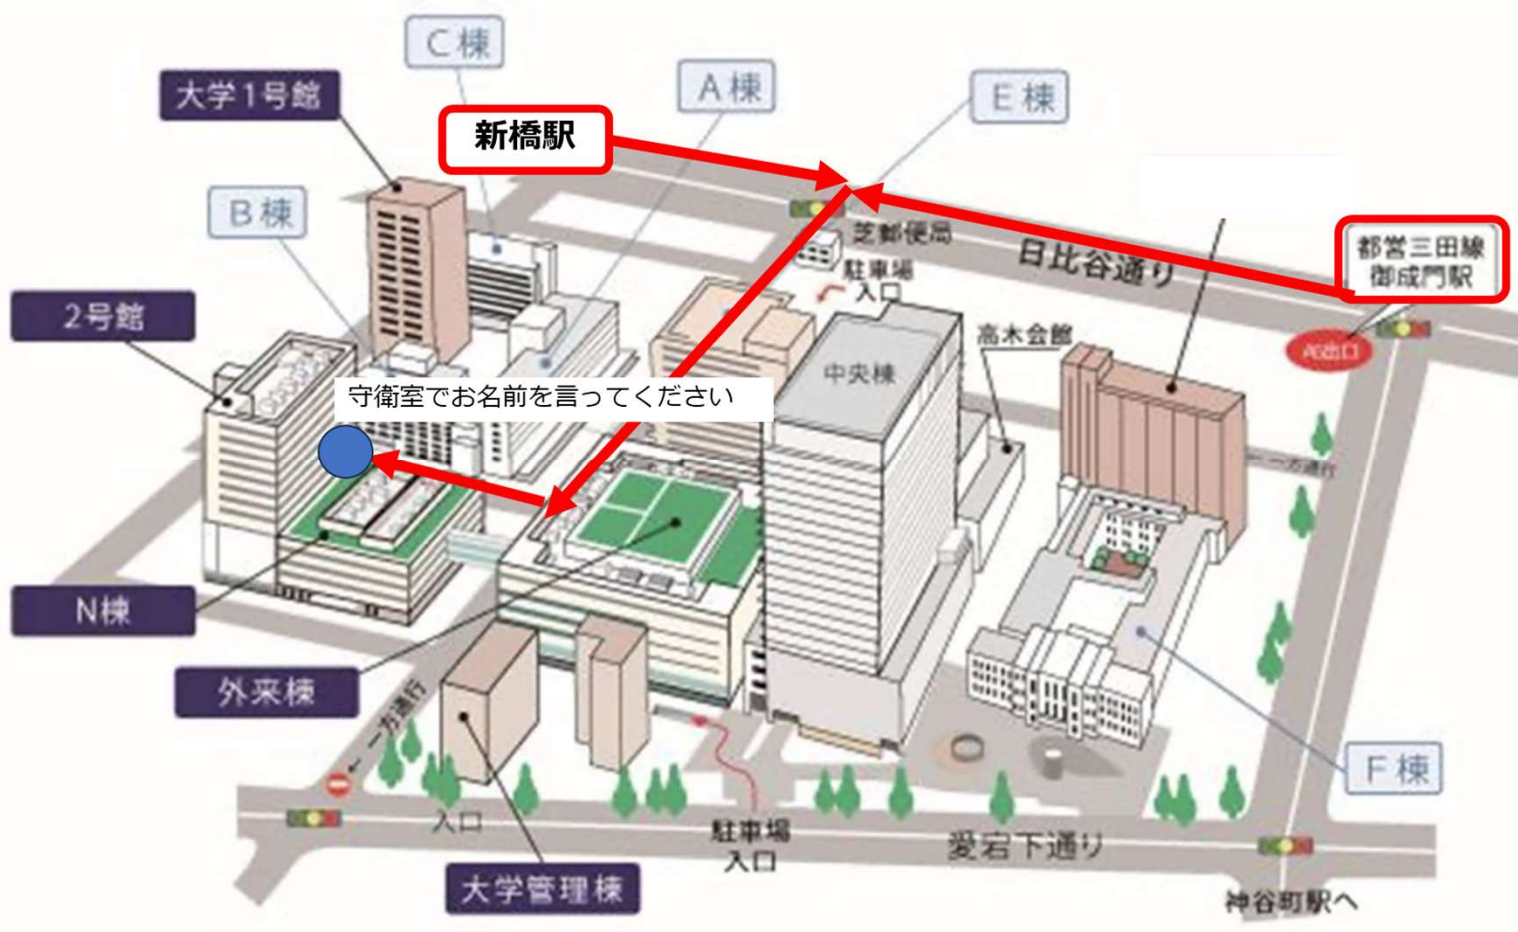 C棟
大学1号館
A棟
E棟
新橋駅
B棟
芝郵便局
日比谷通り
都営三田線
御成門駅
駐車場
入口
2号館
高木会館
A6出口
中央棟
守衛室でお名前を言ってください
←一方通行
N棟
外来棟
←一方通行
F棟
入口
駐車場
入口
愛宕下通り
大学管理棟
神谷町駅へ